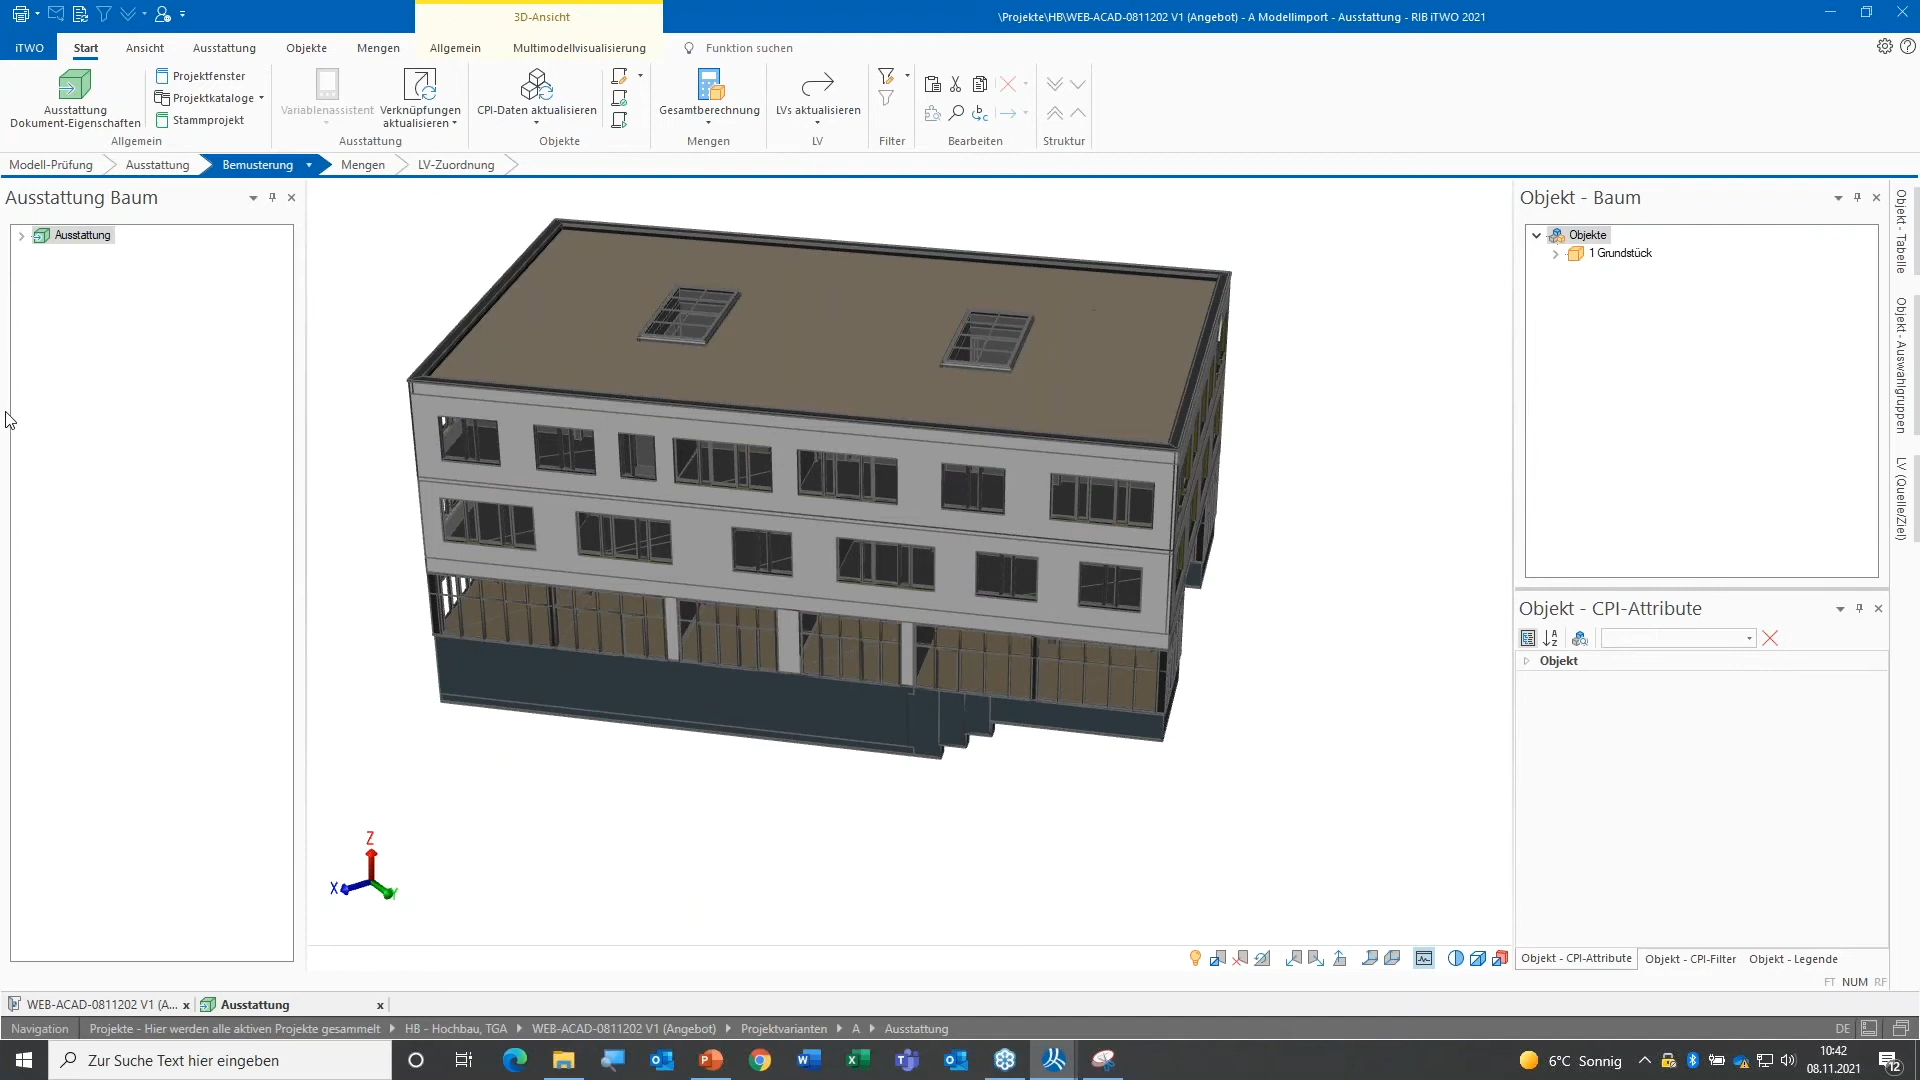 3D-Ansicht
\Projekte\HB\WEB-ACAD-0811202 V1 (Angebot) - A Modellimport - Ausstattung - RIB iTWO 2021
iTWO
Start
Ansicht
Ausstattung
Objekte
Mengen
Allgemein
Multimodellvisualisierung
Funktion suchen
Ausstattung
Dokument-Eigenschaften
Projektfenster
Projektkataloge
Stammprojekt
Variablenassistent
Verknüpfungen
aktualisieren
CPI-Daten aktualisieren
Gesamtberechnung
LVs aktualisieren
Allgemein
Ausstattung
Objekte
Mengen
LV
Filter
Bearbeiten
Struktur
Modell-Prüfung
Ausstattung
Bemusterung
Mengen
LV-Zuordnung
Ausstattung Baum
Ausstattung
Z
X
Y
Objekt - Baum
Objekte
1 Grundstück
Objekt - CPI-Attribute
Objekt
Objekt - CPI-Attribute
Objekt - CPI-Filter
Objekt - Legende
Objekt - Tabelle
Objekt - Auswahlgruppen
LV (Quelle/Ziel)
FT NUM RF
WEB-ACAD-0811202 V1 (A... x
Ausstattung x
Navigation
Projekte - Hier werden alle aktiven Projekte gesammelt
HB - Hochbau, TGA
WEB-ACAD-0811202 V1 (Angebot)
Projektvarianten
A
Ausstattung
DE
Zur Suche Text hier eingeben
6°C Sonnig
10:42
08.11.2021
12